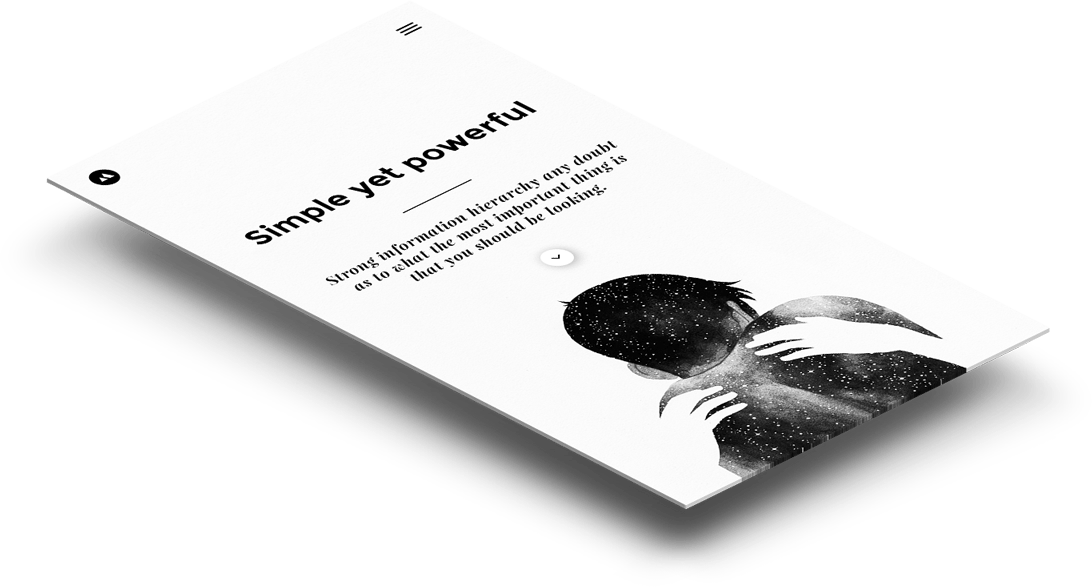 Simple yet powerful
Strong information hierarchy any doubt
as to what the most important thing is
that you should be looking.